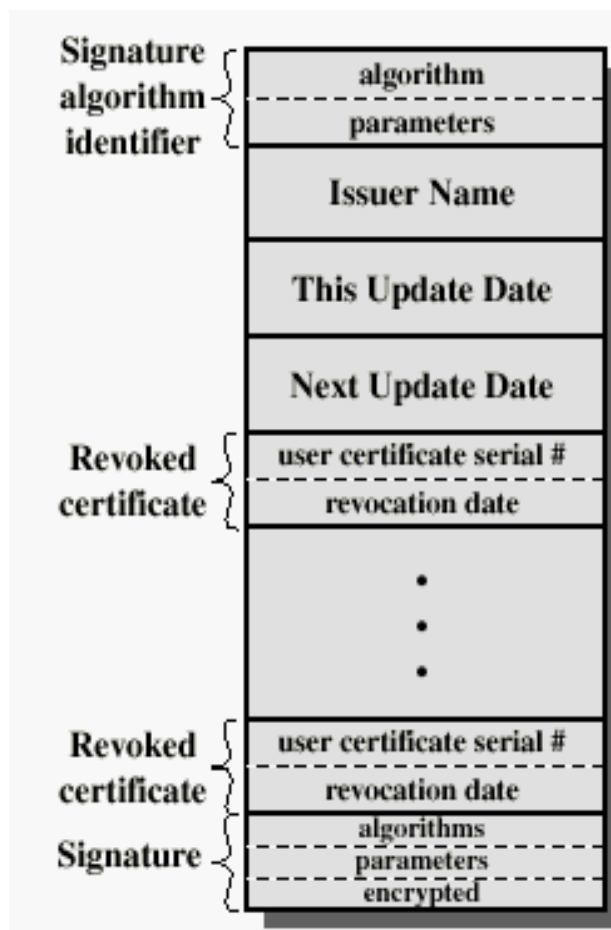 Signature
algorithm
identifier
algorithm
parameters
Issuer Name
This Update Date
Next Update Date
Revoked
certificate
user certificate serial #
revocation date
Revoked
certificate
user certificate serial #
revocation date
Signature
algorithms
parameters
encrypted